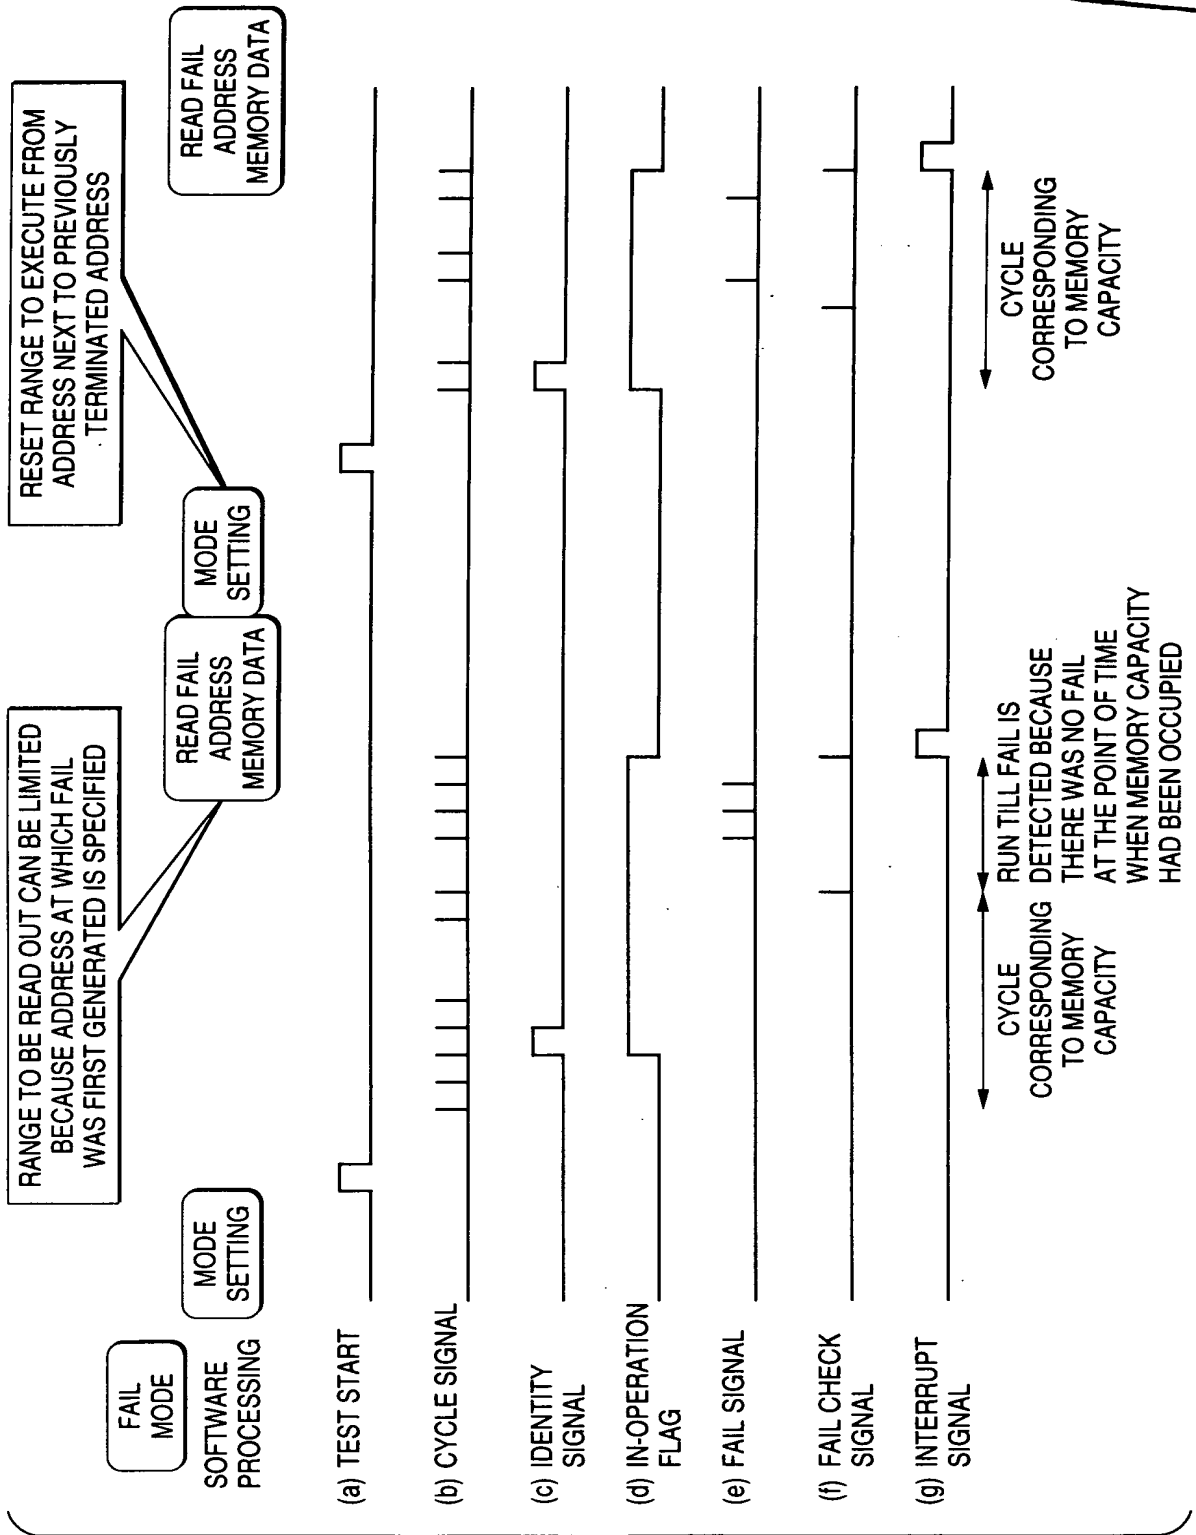 FAIL
MODE
SOFTWARE
PROCESSING
MODE
SETTING
RANGE TO BE READ OUT CAN BE LIMITED
BECAUSE ADDRESS AT WHICH FAIL
WAS FIRST GENERATED IS SPECIFIED
READ FAIL
ADDRESS
MEMORY DATA
MODE
SETTING
RESET RANGE TO EXECUTE FROM
ADDRESS NEXT TO PREVIOUSLY
TERMINATED ADDRESS
READ FAIL
ADDRESS
MEMORY DATA
(a) TEST START
(b) CYCLE SIGNAL
(c) IDENTITY
SIGNAL
(d) IN-OPERATION
FLAG
(e) FAIL SIGNAL
(f) FAIL CHECK
SIGNAL
(g) INTERRUPT
SIGNAL
CYCLE
CORRESPONDING
TO MEMORY
CAPACITY
RUN TILL FAIL IS
DETECTED BECAUSE
THERE WAS NO FAIL
AT THE POINT OF TIME
WHEN MEMORY CAPACITY
HAD BEEN OCCUPIED
CYCLE
CORRESPONDING
TO MEMORY
CAPACITY